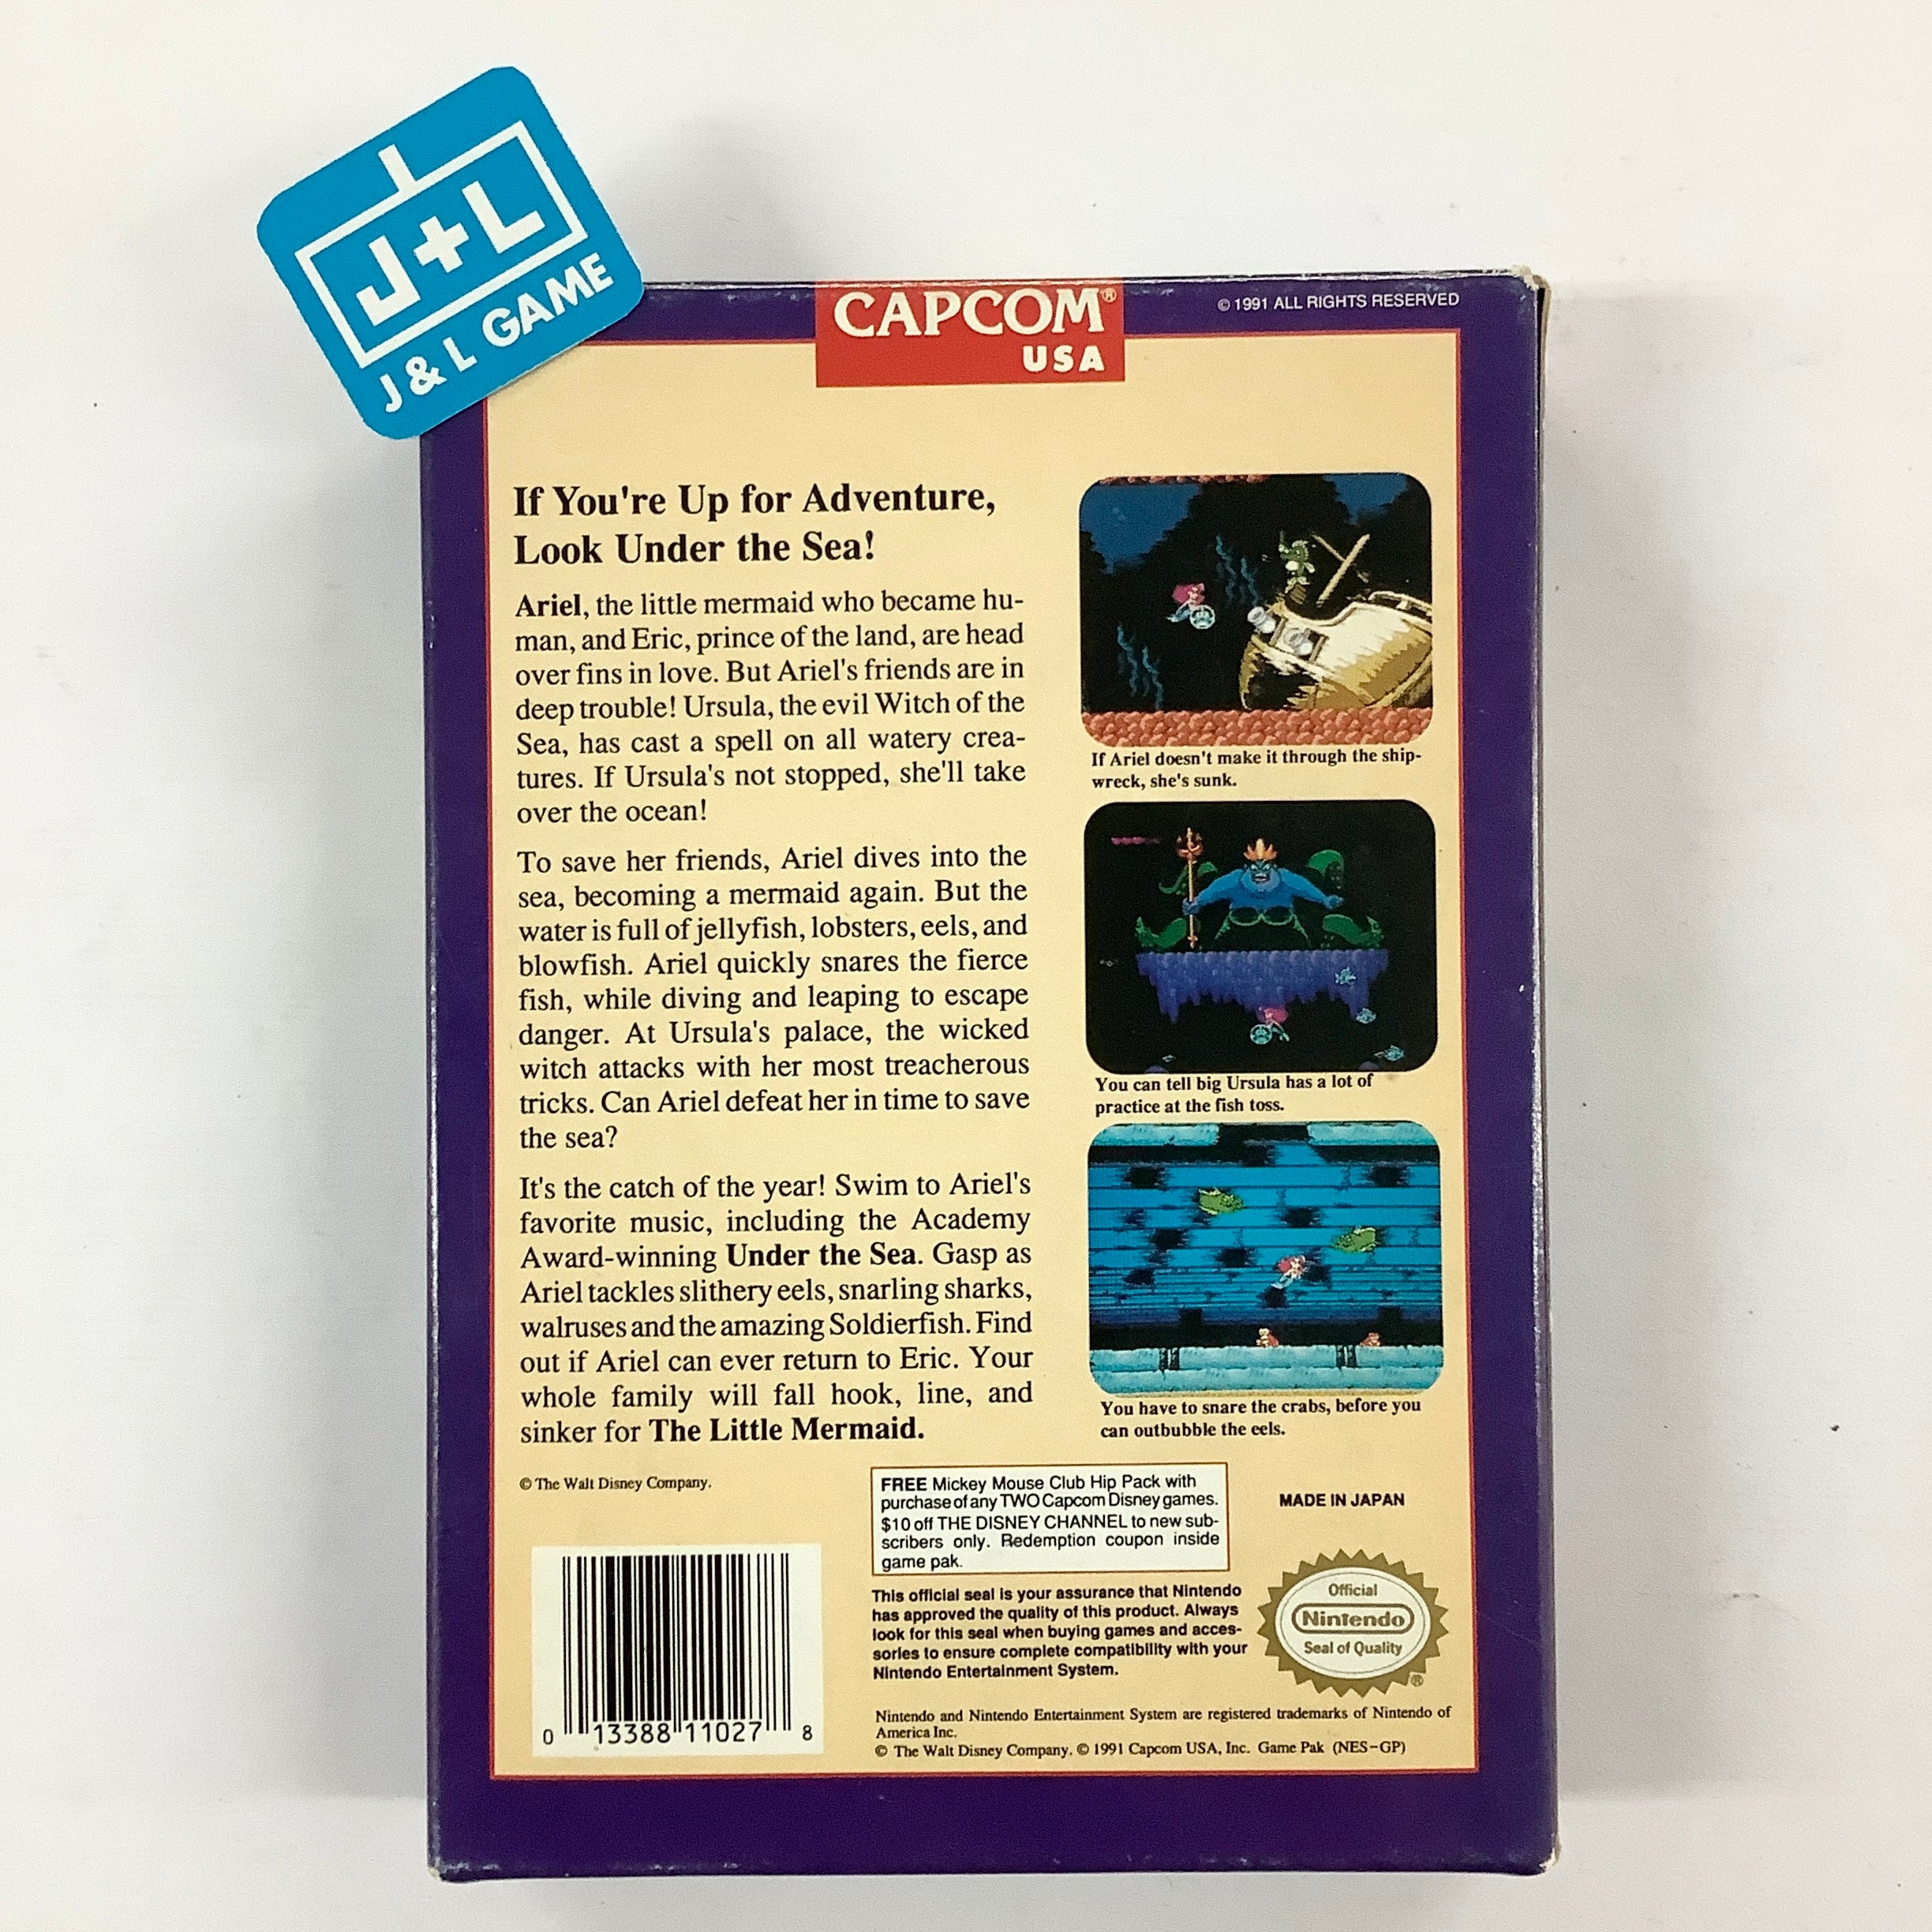 J+L
J & L GAME
CAPCOM®
USA
© 1991 ALL RIGHTS RESERVED
If You're Up for Adventure,
Look Under the Sea!
Ariel, the little mermaid who became hu-
man, and Eric, prince of the land, are head
over fins in love. But Ariel's friends are in
deep trouble! Ursula, the evil Witch of the
Sea, has cast a spell on all watery crea-
tures. If Ursula's not stopped, she'll take
over the ocean!
To save her friends, Ariel dives into the
sea, becoming a mermaid again. But the
water is full of jellyfish, lobsters, eels, and
blowfish. Ariel quickly snares the fierce
fish, while diving and leaping to escape
danger. At Ursula's palace, the wicked
witch attacks with her most treacherous
tricks. Can Ariel defeat her in time to save
the sea?
It's the catch of the year! Swim to Ariel's
favorite music, including the Academy
Award-winning Under the Sea. Gasp as
Ariel tackles slithery eels, snarling sharks,
walruses and the amazing Soldierfish. Find
out if Ariel can ever return to Eric. Your
whole family will fall hook, line, and
sinker for The Little Mermaid.
If Ariel doesn't make it through the ship-
wreck, she's sunk.
You can tell big Ursula has a lot of
practice at the fish toss.
You have to snare the crabs, before you
can outbubble the eels.
© The Walt Disney Company.
FREE Mickey Mouse Club Hip Pack with
purchase of any TWO Capcom Disney games.
$10 off THE DISNEY CHANNEL to new sub-
scribers only. Redemption coupon inside
game pak.
MADE IN JAPAN
This official seal is your assurance that Nintendo
has approved the quality of this product. Always
look for this seal when buying games and acces-
sories to ensure complete compatibility with your
Nintendo Entertainment System.
Official
Nintendo
Seal of Quality
®
0 13388 11027 8
Nintendo and Nintendo Entertainment System are registered trademarks of Nintendo of
America Inc.
© The Walt Disney Company. © 1991 Capcom USA, Inc. Game Pak (NES-GP)